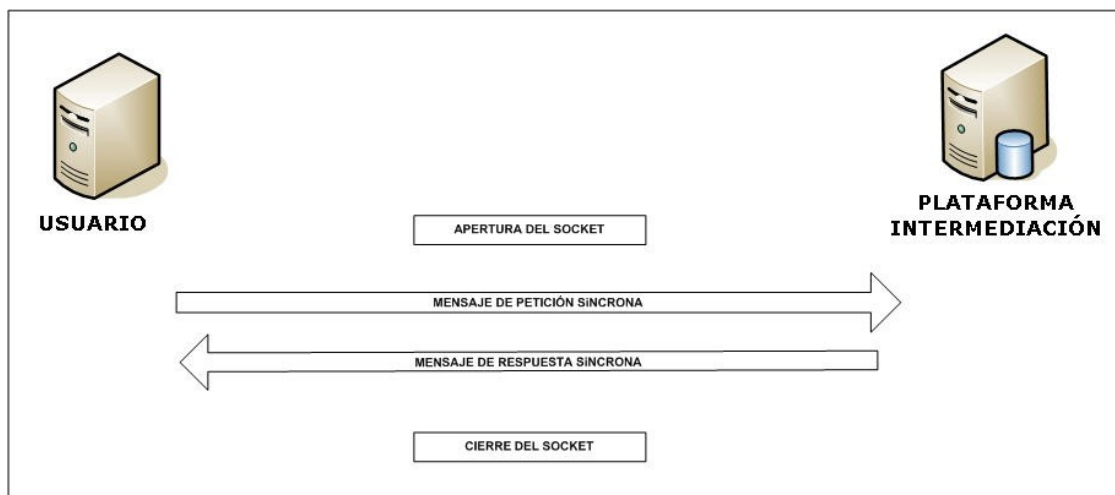 USUARIO
PLATAFORMA
INTERMEDIACIÓN
APERTURA DEL SOCKET
MENSAJE DE PETICIÓN SíNCRONA
MENSAJE DE RESPUESTA SíNCRONA
CIERRE DEL SOCKET